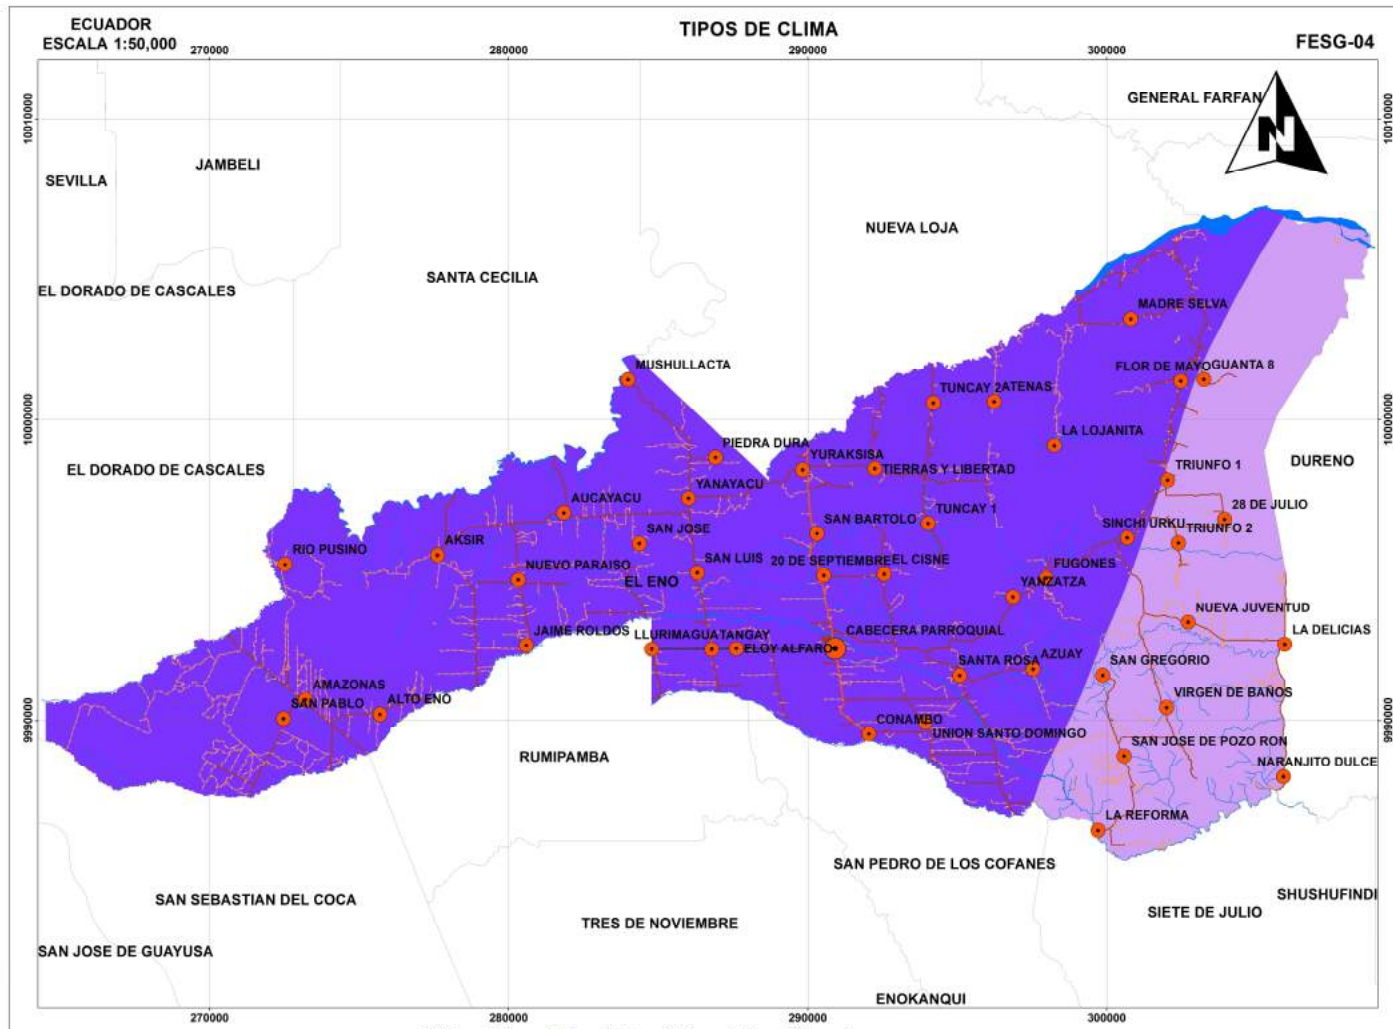 ECUADOR
ESCALA 1:50,000
TIPOS DE CLIMA
FESG-04
270000
280000
290000
300000
10010000
10010000
GENERAL FARFAN
N
JAMBELI
SEVILLA
NUEVA LOJA
SANTA CECILIA
EL DORADO DE CASCALES
MADRE SELVA
MUSHULLACTA
FLOR DE MAYO
GUANTA 8
TUNCAY 2
ATENAS
10000000
10000000
LA LOJANITA
PIEDRA DURA
YURAKSISA
TIERRAS Y LIBERTAD
EL DORADO DE CASCALES
TRIUNFO 1
DURENO
YANAYACU
AUCAYACU
28 DE JULIO
SAN BARTOLO
TUNCAY 1
SINCHI URKU
TRIUNFO 2
SAN JOSE
AKSIR
RIO PUSINO
SAN LUIS
20 DE SEPTIEMBRE
EL CISNE
FUGONES
NUEVO PARAISO
EL ENO
YANZATZA
NUEVA JUVENTUD
JAIME ROLDOS
LLURIMAGUA
TANGAY
CABECERA PARROQUIAL
LA DELICIAS
ELOY ALFARO
AZUAY
SANTA ROSA
SAN GREGORIO
AMAZONAS
SAN PABLO
ALTO ENO
VIRGEN DE BAÑOS
9990000
9990000
CONAMBO
UNION SANTO DOMINGO
SAN JOSE DE POZO RON
RUMIPAMBA
NARANJITO DULCE
LA REFORMA
SAN PEDRO DE LOS COFANES
SAN SEBASTIAN DEL COCA
SHUSHUFINDI
SIETE DE JULIO
TRES DE NOVIEMBRE
SAN JOSE DE GUAYUSA
ENOKANQUI
270000
280000
290000
300000